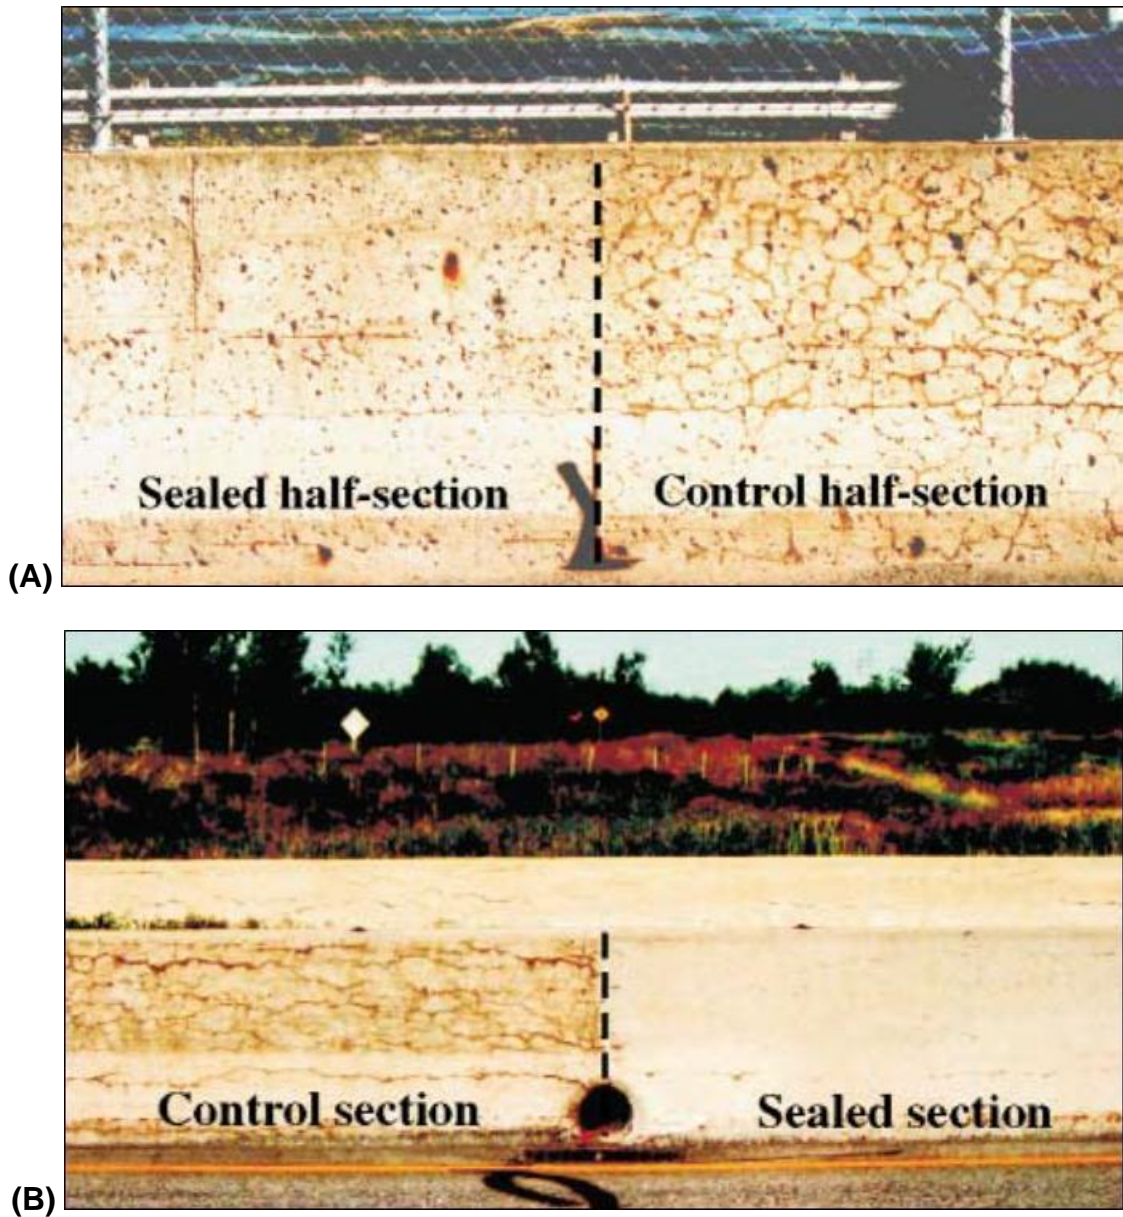 Sealed half-section
Control half-section
(A)
Control section
Sealed section
(B)